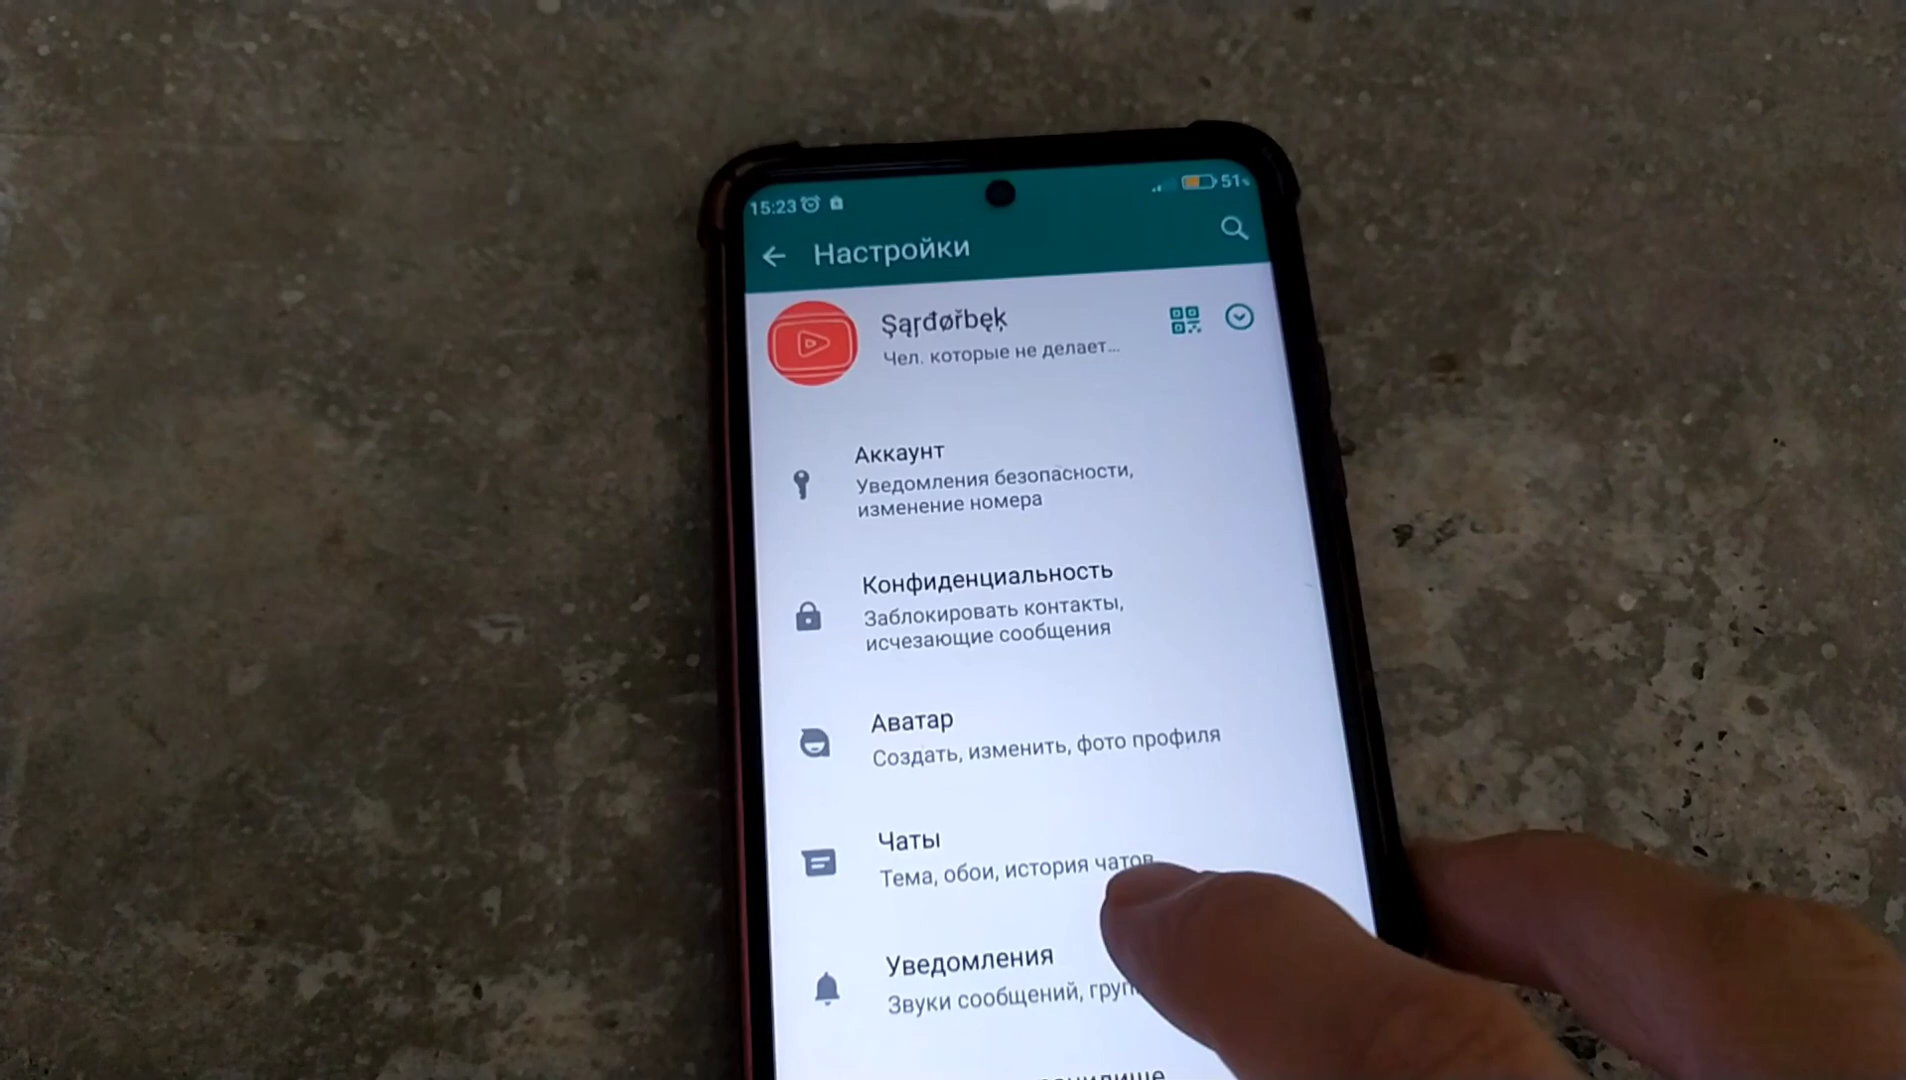 15:23
51%
Настройки
Şąŗđøřbęķ
Чел. которые не делает...
Аккаунт
Уведомления безопасности,
изменение номера
Конфиденциальность
Заблокировать контакты,
исчезающие сообщения
Аватар
Создать, изменить, фото профиля
Чаты
Тема, обои, история чатов
Уведомления
Звуки сообщений,